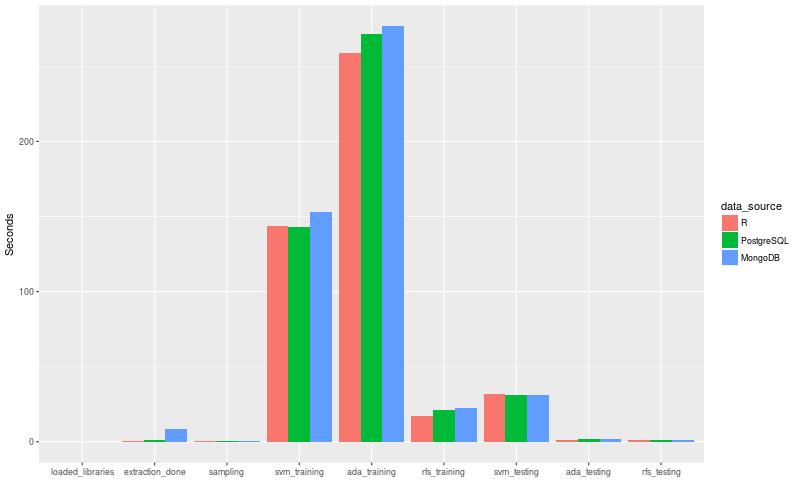 Seconds
200
100
0
loaded_libraries extraction_done sampling svm_training ada_training rfs_training svm_testing ada_testing rfs_testing
data_source
R
PostgreSQL
MongoDB